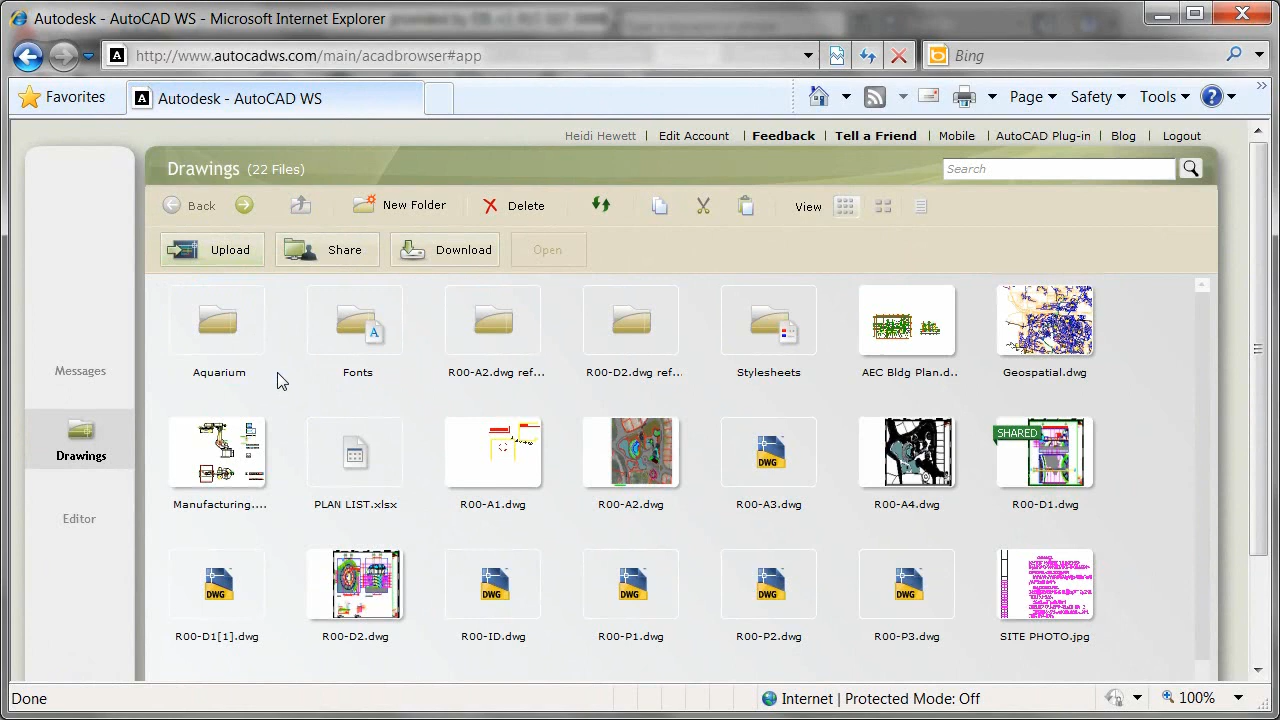 Autodesk - AutoCAD WS - Microsoft Internet Explorer
http://www.autocadws.com/main/acadbrowser#app
Bing
Favorites
Autodesk - AutoCAD WS
Page
Safety
Tools
Heidi Hewett | Edit Account | Feedback | Tell a Friend | Mobile | AutoCAD Plug-in | Blog | Logout
Drawings (22 Files)
Search
Back
New Folder
Delete
View
Upload
Share
Download
Open
Messages
Drawings
Editor
Aquarium
Fonts
R00-A2.dwg ref...
R00-D2.dwg ref...
Stylesheets
AEC Bldg Plan.d..
Geospatial.dwg
DWG
SHARED
Manufacturing....
PLAN LIST.xlsx
R00-A1.dwg
R00-A2.dwg
R00-A3.dwg
R00-A4.dwg
R00-D1.dwg
DWG
DWG
DWG
DWG
DWG
R00-D1[1].dwg
R00-D2.dwg
R00-ID.dwg
R00-P1.dwg
R00-P2.dwg
R00-P3.dwg
SITE PHOTO.jpg
Done
Internet | Protected Mode: Off
100%